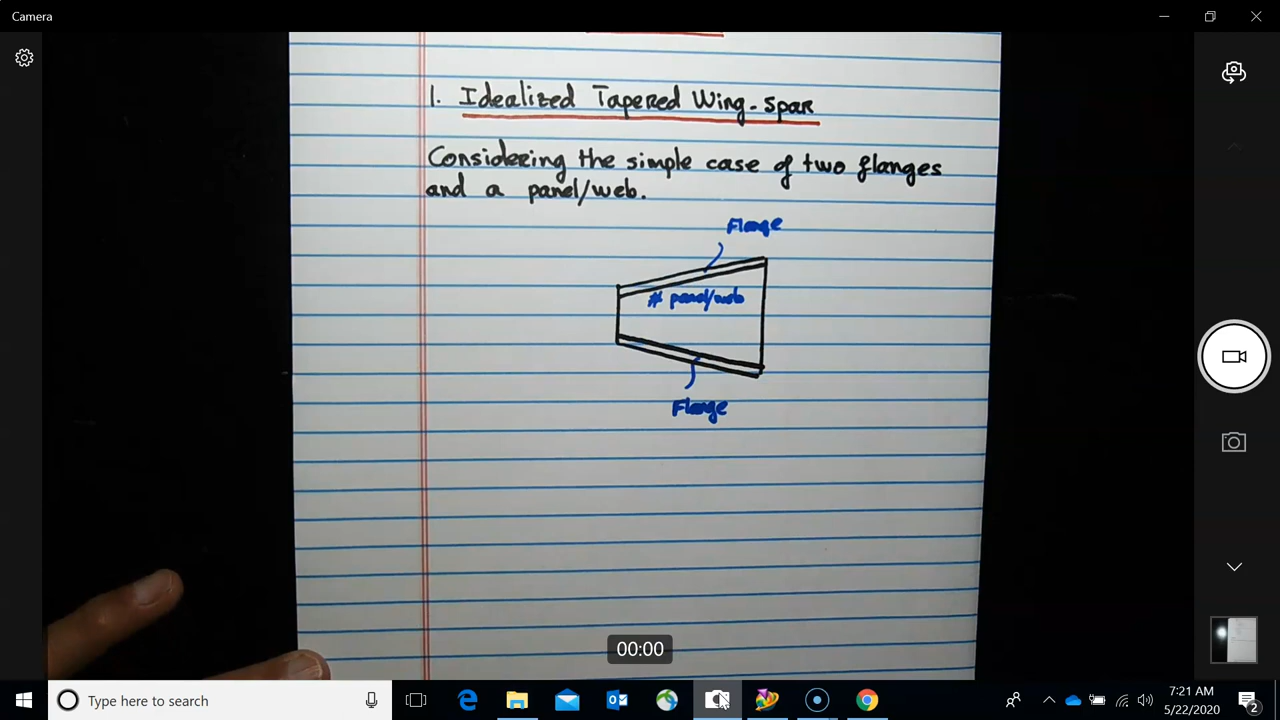 Camera
1. Idealized Tapered Wing-spar
Considering the simple case of two flanges
and a panel/web.
Flange
# panel/web
Flange
00:00
Type here to search
7:21 AM
5/22/2020
2